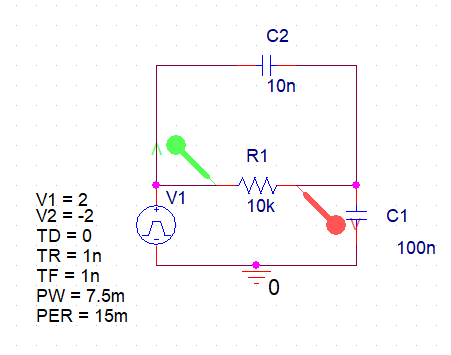 C2
10n
R1
10k
V1
C1
100n
V1 = 2
V2 = -2
TD = 0
TR = 1n
TF = 1n
PW = 7.5m
PER = 15m
0